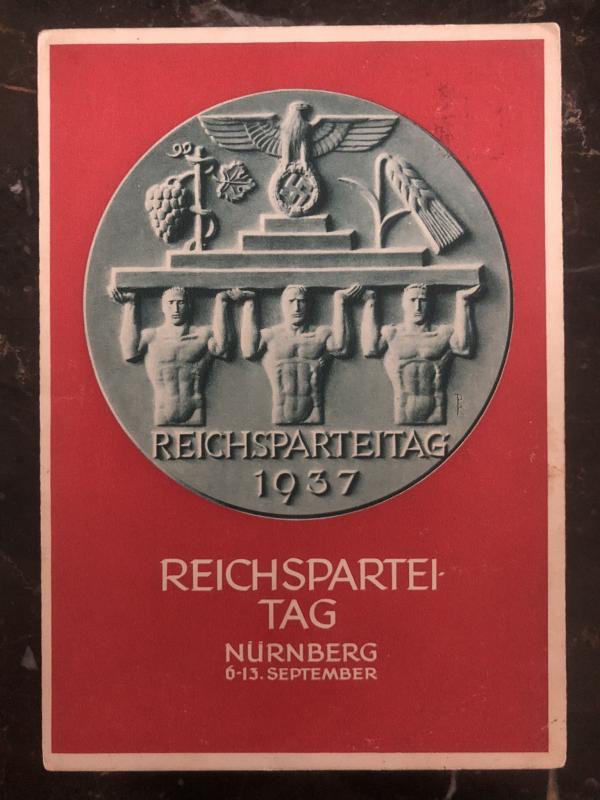 REICHSPARTEITAG
1937
REICHSPARTEI-
TAG
NÜRNBERG
6-13. SEPTEMBER